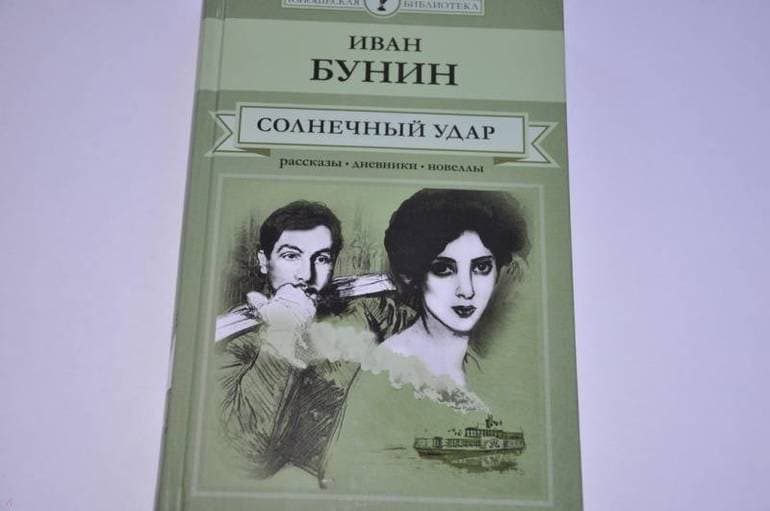 ЮНОШЕСКАЯ БИБЛИОТЕКА
ИВАН
БУНИН
СОЛНЕЧНЫЙ УДАР
рассказы • дневники • новеллы